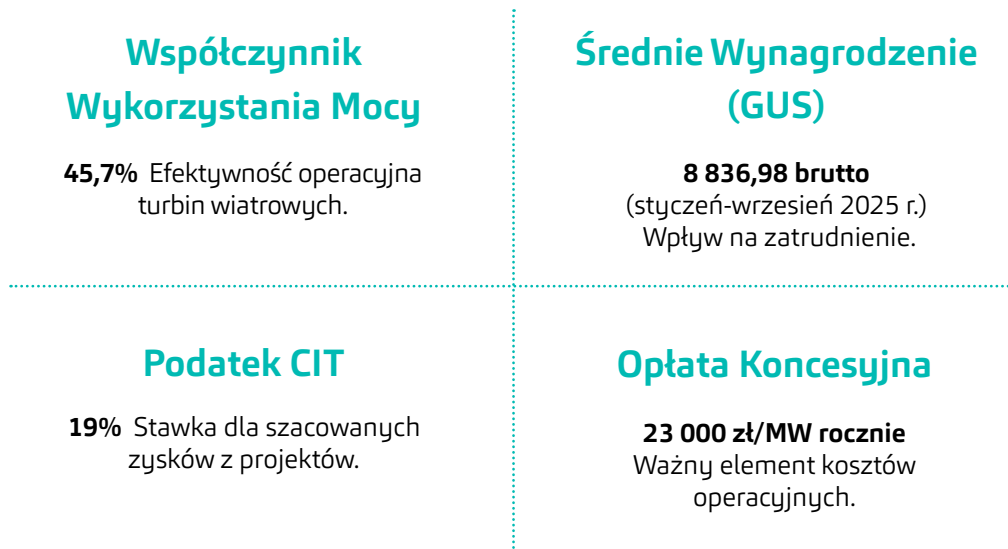 Współczynnik
Wykorzystania Mocy
45,7% Efektywność operacyjna
turbin wiatrowych.
Średnie Wynagrodzenie
(GUS)
8 836,98 brutto
(styczeń-wrzesień 2025 r.)
Wpływ na zatrudnienie.
Podatek CIT
19% Stawka dla szacowanych
zysków z projektów.
Opłata Koncesyjna
23 000 zł/MW rocznie
Ważny element kosztów
operacyjnych.